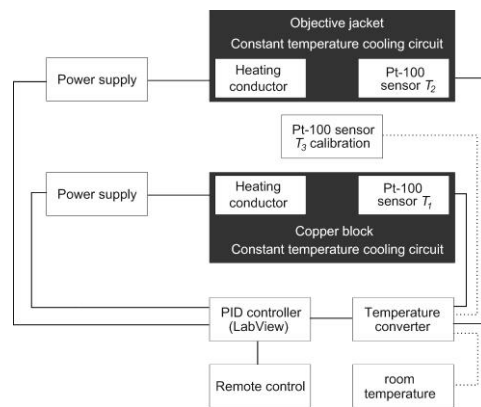 Objective jacket
Constant temperature cooling circuit
Power supply
Heating
conductor
Pt-100
sensor T2
Pt-100 sensor
T3 calibration
Power supply
Heating
conductor
Pt-100
sensor T1
Copper block
Constant temperature cooling circuit
PID controller
(LabView)
Temperature
converter
Remote control
room
temperature